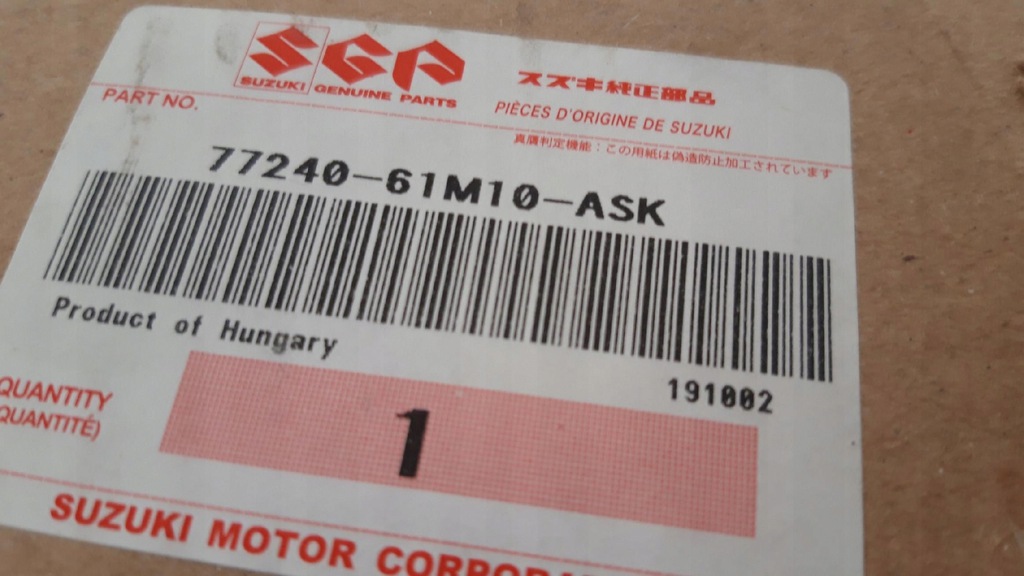 SGP
SUZUKI GENUINE PARTS
スズキ純正部品
PART NO.
PIÈCES D'ORIGINE DE SUZUKI
真贋判定機能：この用紙は偽造防止加工されています
77240-61M10-ASK
Product of Hungary
191002
QUANTITY
QUANTITÉ)
1
SUZUKI MOTOR CORPORA